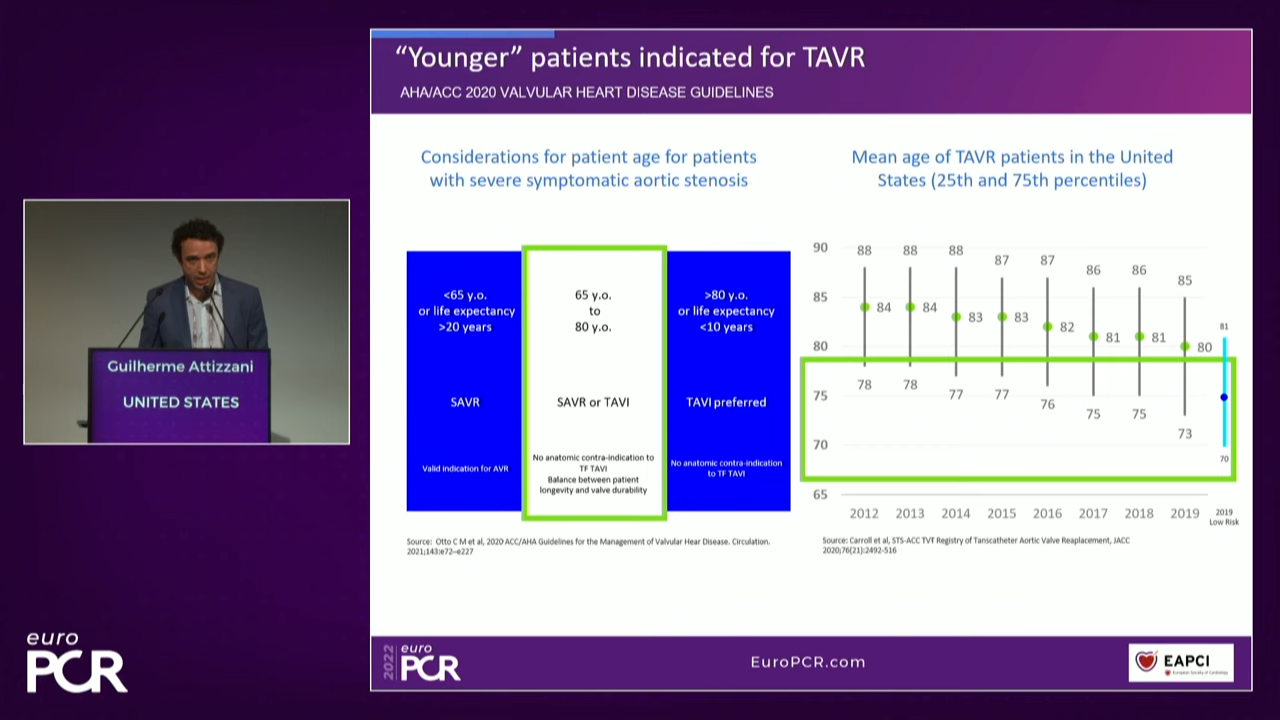 "Younger" patients indicated for TAVR
AHA/ACC 2020 VALVULAR HEART DISEASE GUIDELINES
Considerations for patient age for patients
with severe symptomatic aortic stenosis
<65 y.o.
or life expectancy
>20 years
SAVR
Valid indication for AVR
65 y.o.
to
80 y.o.
SAVR or TAVI
No anatomic contra-indication to
TF TAVI
Balance between patient
longevity and valve durability
>80 y.o.
or life expectancy
<10 years
TAVI preferred
No anatomic contra-indication
to TF TAVI
Source: Otto C M et al, 2020 ACC/AHA Guidelines for the Management of Valvular Hear Disease. Circulation.
2021;143:e72–e227
Mean age of TAVR patients in the United
States (25th and 75th percentiles)
90
85
80
75
70
65
88 88 88 87 87 86 86 85 81
84 84 83 83 82 81 81 80
78 78 77 77 76 75 75 73 70
2012 2013 2014 2015 2016 2017 2018 2019 2019
Low Risk
Source: Carroll et al, STS-ACC TVT Registry of Tanscatheter Aortic Valve Reaplacement, JACC
2020;76(21):2492-516
Guilherme Attizzani
UNITED STATES
euro
PCR
2022
euro
PCR
EuroPCR.com
EAPCI
European Society of Cardiology